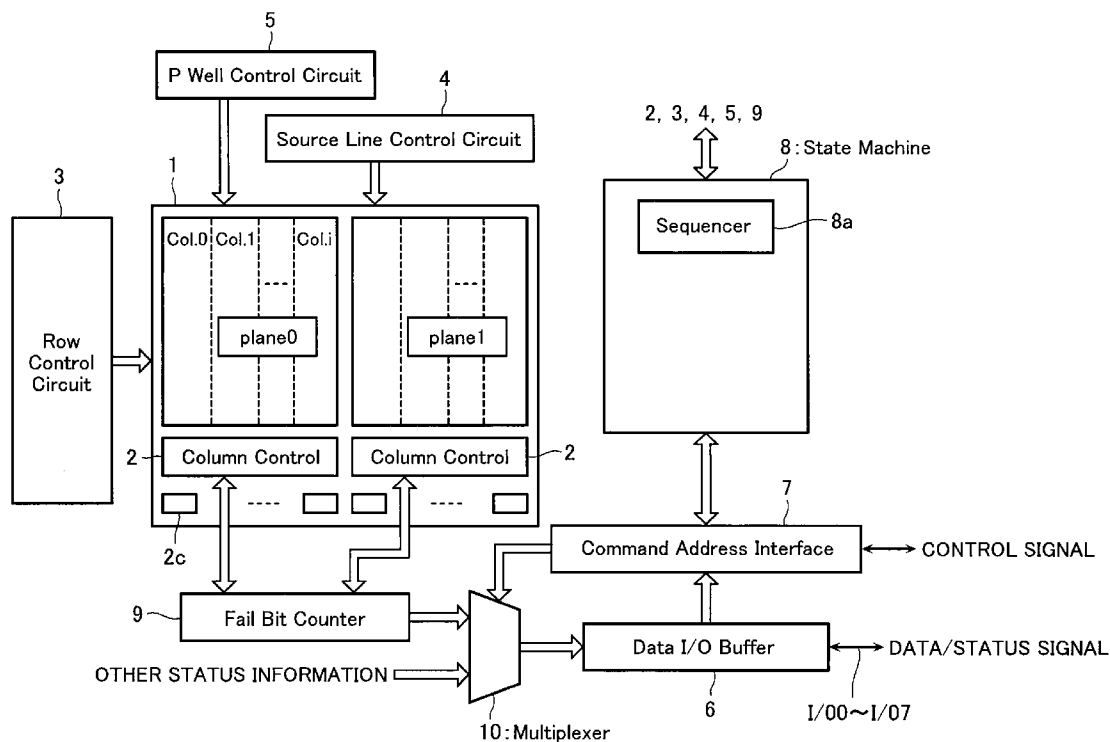 5
P Well Control Circuit
4
Source Line Control Circuit
2, 3, 4, 5, 9
8:State Machine
Sequencer
8a
3
Row
Control
Circuit
1
Col.0
Col.1
Col.i
plane0
plane1
2
Column Control
Column Control
2
2c
7
Command Address Interface
CONTROL SIGNAL
9
Fail Bit Counter
OTHER STATUS INFORMATION
10:Multiplexer
Data I/O Buffer
6
DATA/STATUS SIGNAL
I/O0～I/O7